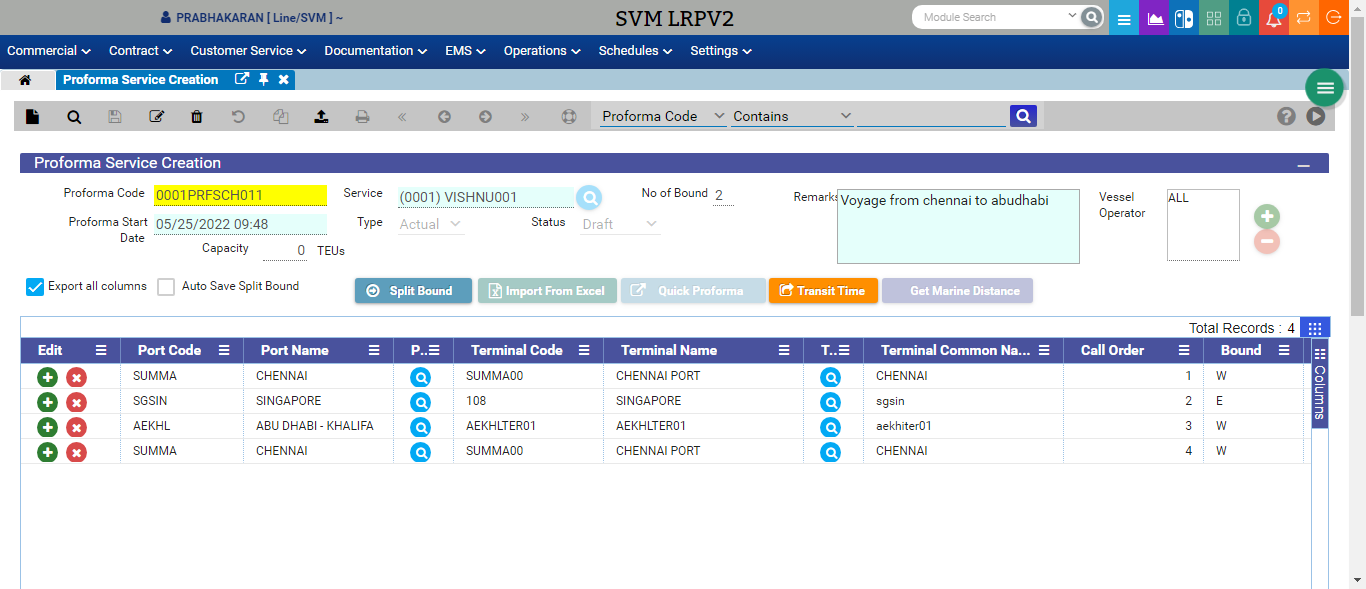 PRABHAKARAN [ Line/SVM ] ~
SVM LRPV2
Module Search
0
Commercial Contract Customer Service Documentation EMS Operations Schedules Settings
Proforma Service Creation
Proforma Code Contains
Proforma Service Creation
Proforma Code 0001PRFSCH011 Service (0001) VISHNU001 No of Bound 2 Remarks Voyage from chennai to abudhabi Vessel Operator ALL
Proforma Start Date 05/25/2022 09:48 Type Actual Status Draft
Capacity 0 TEUs
Export all columns Auto Save Split Bound Split Bound Import From Excel Quick Proforma Transit Time Get Marine Distance
Total Records : 4
Edit Port Code Port Name P... Terminal Code Terminal Name T... Terminal Common Na... Call Order Bound
SUMMA CHENNAI SUMMA00 CHENNAI PORT CHENNAI 1 W
SGSIN SINGAPORE 108 SINGAPORE sgsin 2 E
AEKHL ABU DHABI - KHALIFA AEKHLTER01 AEKHLTER01 aekhlter01 3 W
SUMMA CHENNAI SUMMA00 CHENNAI PORT CHENNAI 4 W
Columns